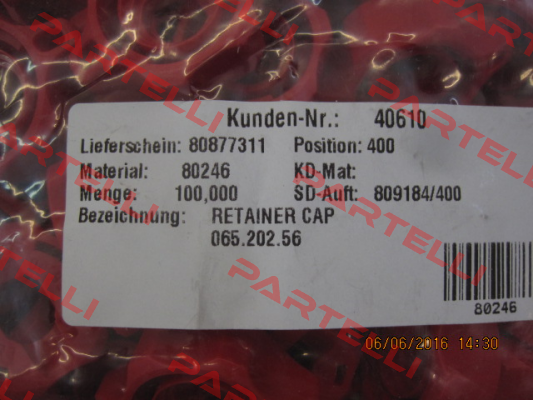 Kunden-Nr.: 40610
Lieferschein: 80877311 Position: 400
Material: 80246 KD-Mat:
Menge: 100,000 SD-Auft: 809184/400
Bezeichnung: RETAINER CAP
065.202.56
80246
06/06/2016 14:30
PARTELLI
PARTELLI
PARTELLI
PARTELLI
PARTELLI